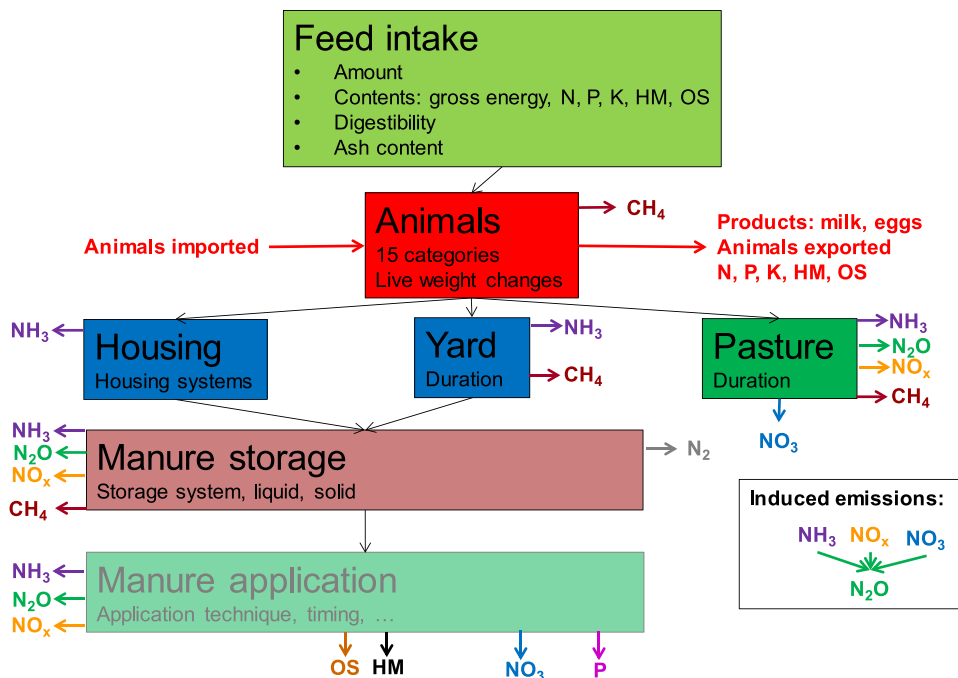 Feed intake
• Amount
• Contents: gross energy, N, P, K, HM, OS
• Digestibility
• Ash content
Animals
15 categories
Live weight changes
CH₄
Animals imported
Products: milk, eggs
Animals exported
N, P, K, HM, OS
NH₃
Housing
Housing systems
Yard
Duration
NH₃
CH₄
Pasture
Duration
NH₃
N₂O
NOₓ
CH₄
NO₃
NH₃
N₂O
NOₓ
CH₄
Manure storage
Storage system, liquid, solid
N₂
Induced emissions:
NH₃ NOₓ NO₃
N₂O
NH₃
N₂O
NOₓ
Manure application
Application technique, timing, …
OS HM NO₃ P